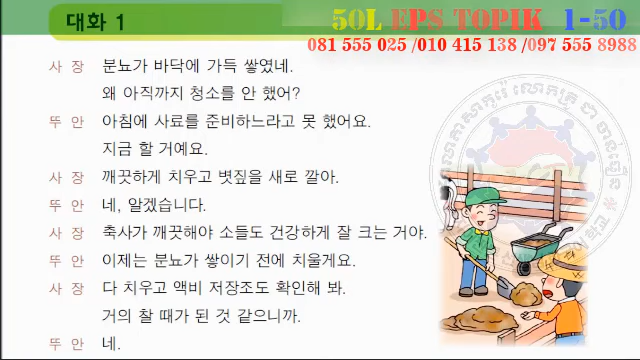 대화 1
50L EPS TOPIK 1-50
081 555 025 /010 415 138 /097 555 8988
사 장 분뇨가 바닥에 가득 쌓였네.
왜 아직까지 청소를 안 했어?
뚜 안 아침에 사료를 준비하느라고 못 했어요.
지금 할 거예요.
사 장 깨끗하게 치우고 볏짚을 새로 깔아.
뚜 안 네, 알겠습니다.
사 장 축사가 깨끗해야 소들도 건강하게 잘 크는 거야.
뚜 안 이제는 분뇨가 쌓이기 전에 치울게요.
사 장 다 치우고 액비 저장조도 확인해 봐.
거의 찰 때가 된 것 같으니까.
뚜 안 네.